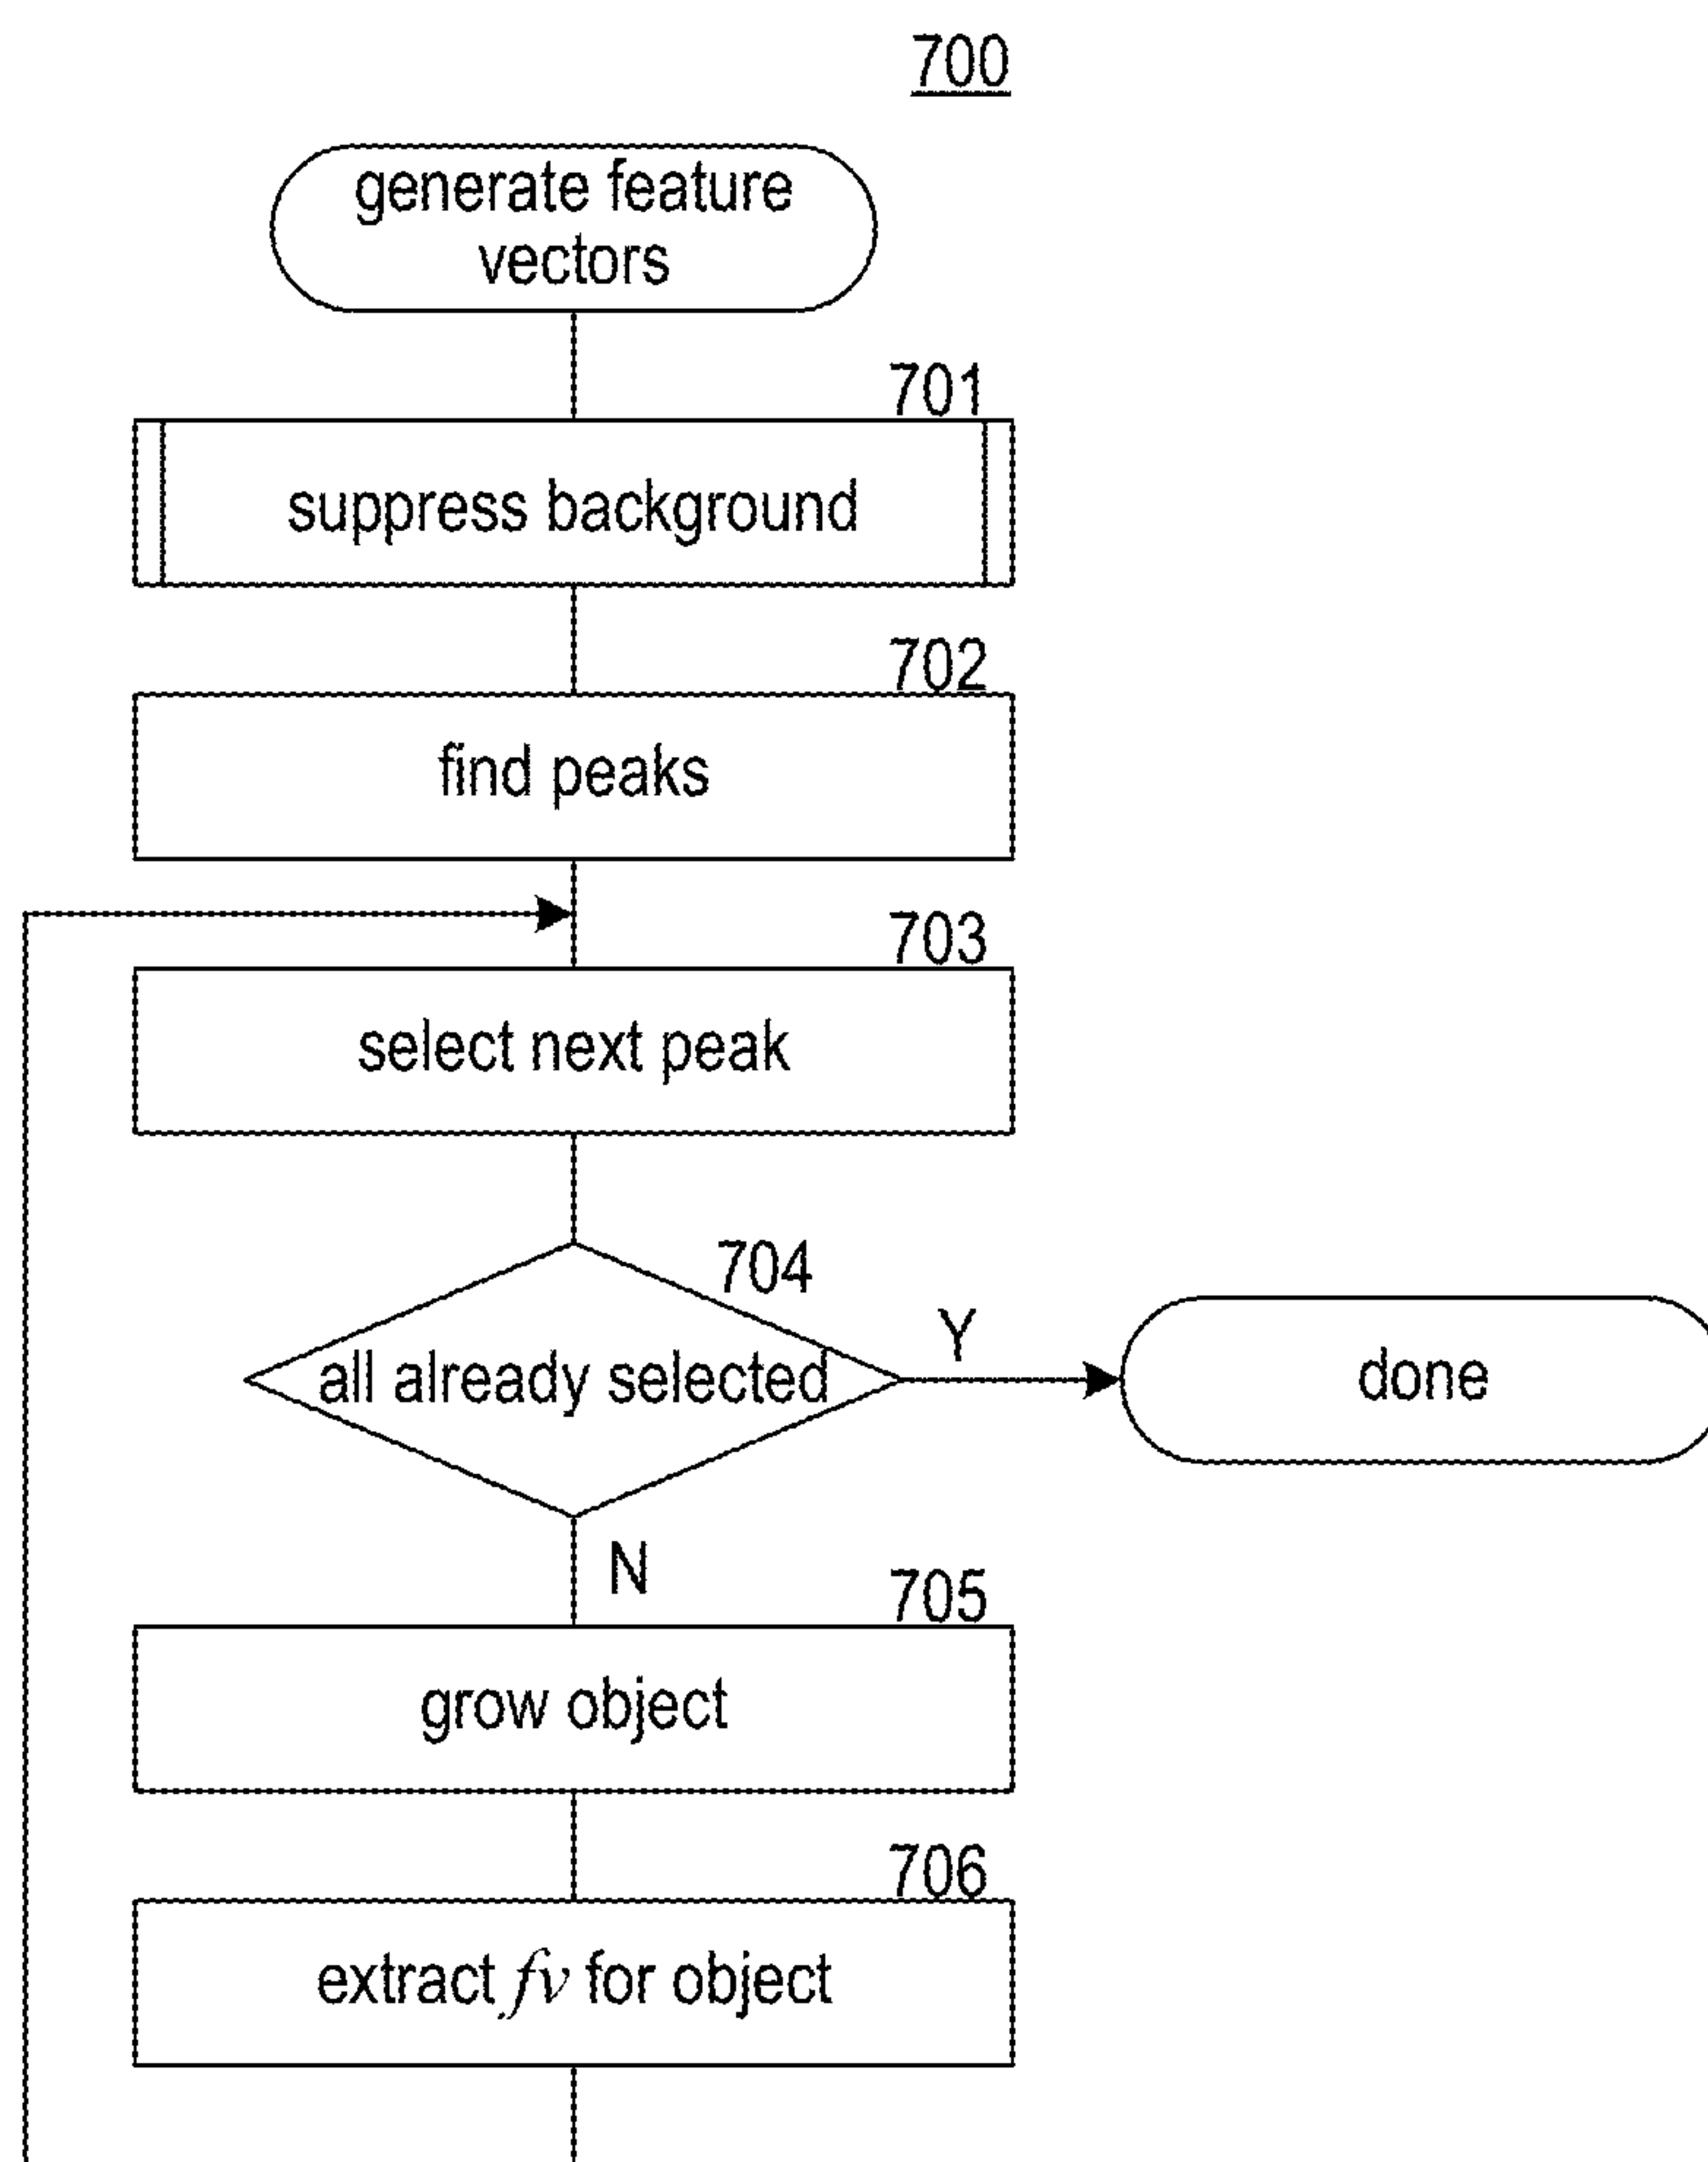 700
generate feature
vectors
701
suppress background
702
find peaks
703
select next peak
704
all already selected
Y
done
N
705
grow object
706
extract fv for object